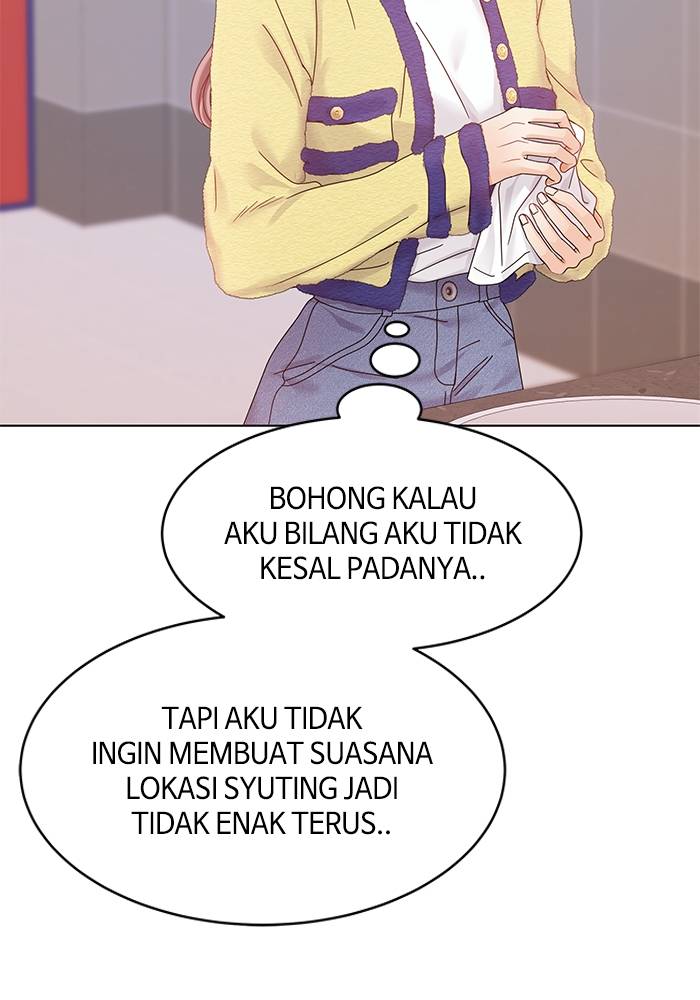 BOHONG KALAU
AKU BILANG AKU TIDAK
KESAL PADANYA..
TAPI AKU TIDAK
INGIN MEMBUAT SUASANA
LOKASI SYUTING JADI
TIDAK ENAK TERUS..